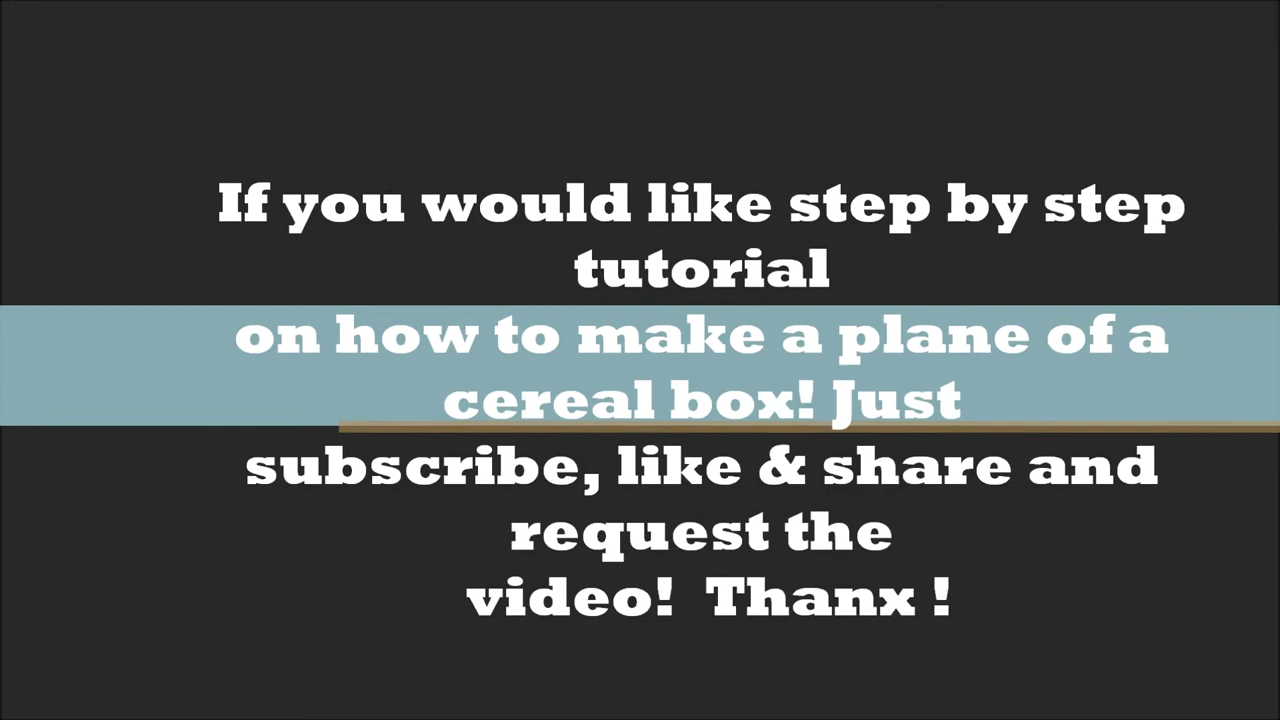 If you would like step by step
tutorial
on how to make a plane of a
cereal box! Just
subscribe, like & share and
request the
video!  Thanx !